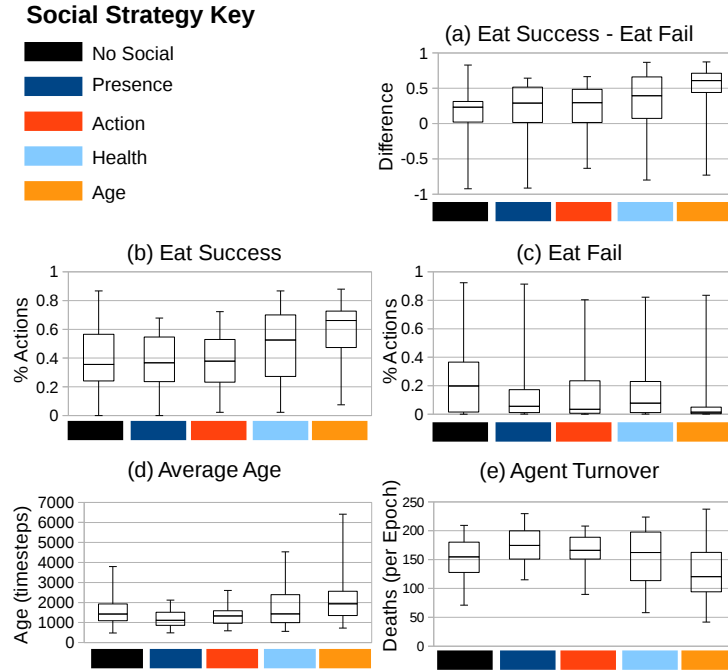 Social Strategy Key
No Social
Presence
Action
Health
Age
(a) Eat Success - Eat Fail
Difference
1
0.5
0
-0.5
-1
(b) Eat Success
% Actions
1
0.8
0.6
0.4
0.2
0
(c) Eat Fail
% Actions
1
0.8
0.6
0.4
0.2
0
(d) Average Age
Age (timesteps)
7000
6000
5000
4000
3000
2000
1000
0
(e) Agent Turnover
Deaths (per Epoch)
250
200
150
100
50
0